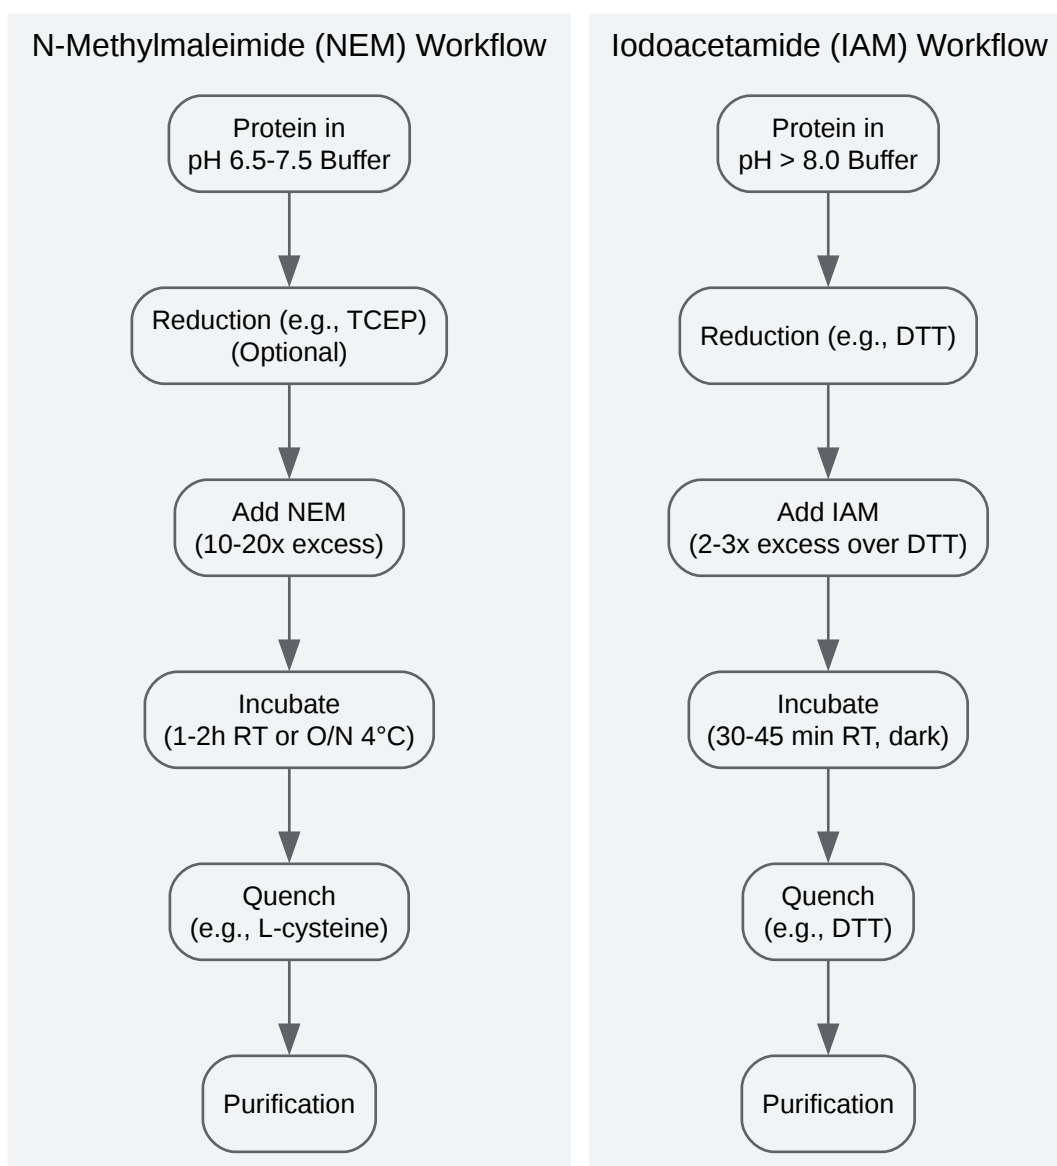 N-Methylmaleimide (NEM) Workflow
Protein in
pH 6.5-7.5 Buffer
Reduction (e.g., TCEP)
(Optional)
Add NEM
(10-20x excess)
Incubate
(1-2h RT or O/N 4°C)
Quench
(e.g., L-cysteine)
Purification
Iodoacetamide (IAM) Workflow
Protein in
pH > 8.0 Buffer
Reduction (e.g., DTT)
Add IAM
(2-3x excess over DTT)
Incubate
(30-45 min RT, dark)
Quench
(e.g., DTT)
Purification